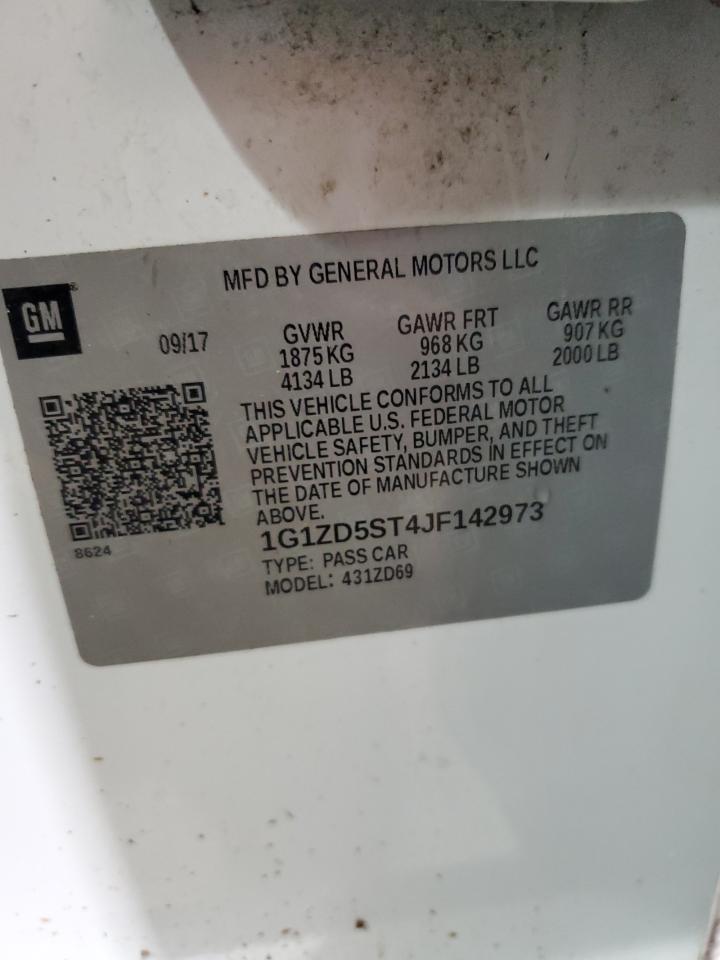 MFD BY GENERAL MOTORS LLC
GM
®
09/17
GVWR
1875 KG
4134 LB
GAWR FRT
968 KG
2134 LB
GAWR RR
907 KG
2000 LB
THIS VEHICLE CONFORMS TO ALL
APPLICABLE U.S. FEDERAL MOTOR
VEHICLE SAFETY, BUMPER, AND THEFT
PREVENTION STANDARDS IN EFFECT ON
THE DATE OF MANUFACTURE SHOWN
ABOVE.
8624
1G1ZD5ST4JF142973
TYPE: PASS CAR
MODEL: 431ZD69